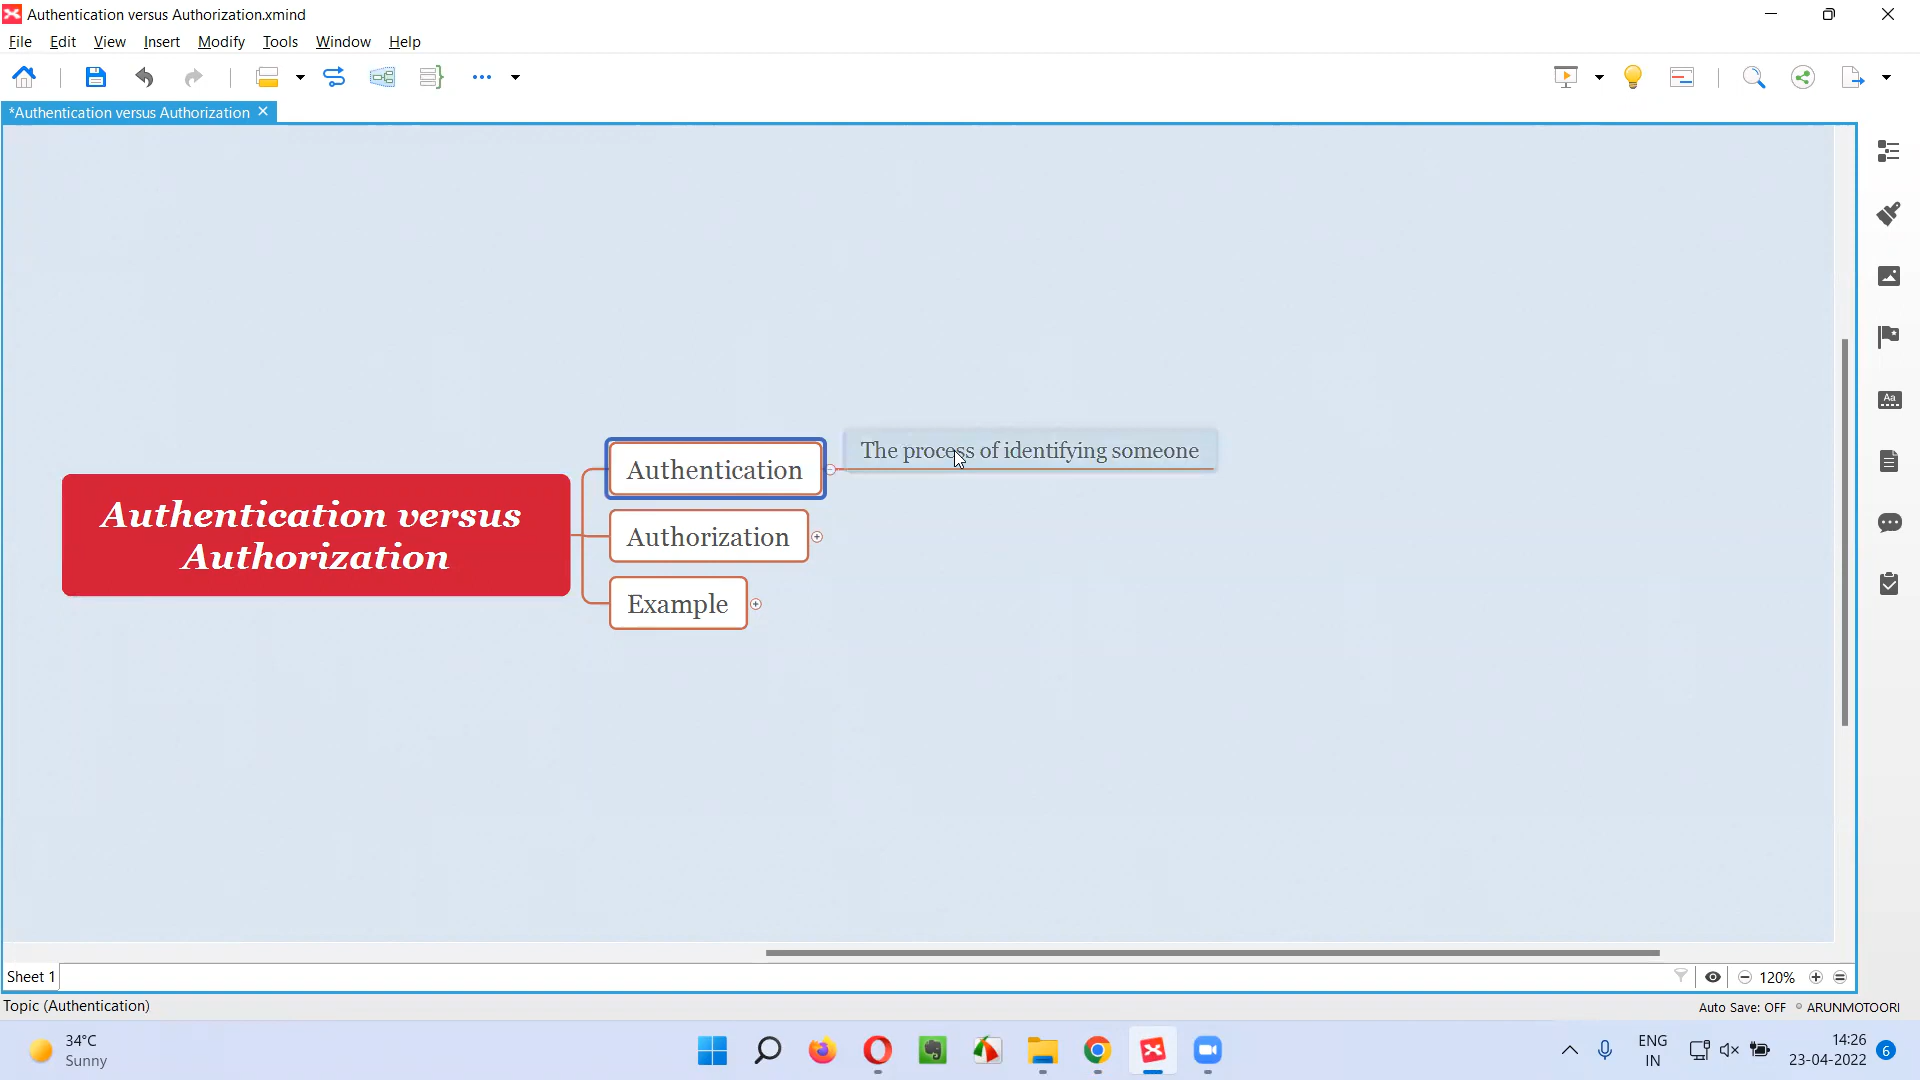 Authentication versus Authorization.xmind
File Edit View Insert Modify Tools Window Help
*Authentication versus Authorization
Authentication versus
Authorization
Authentication
The process of identifying someone
Authorization
Example
Aa
Sheet 1
120%
Topic (Authentication)
Auto Save: OFF
ARUNMOTOORI
34°C
Sunny
ENG
IN
14:26
23-04-2022
6